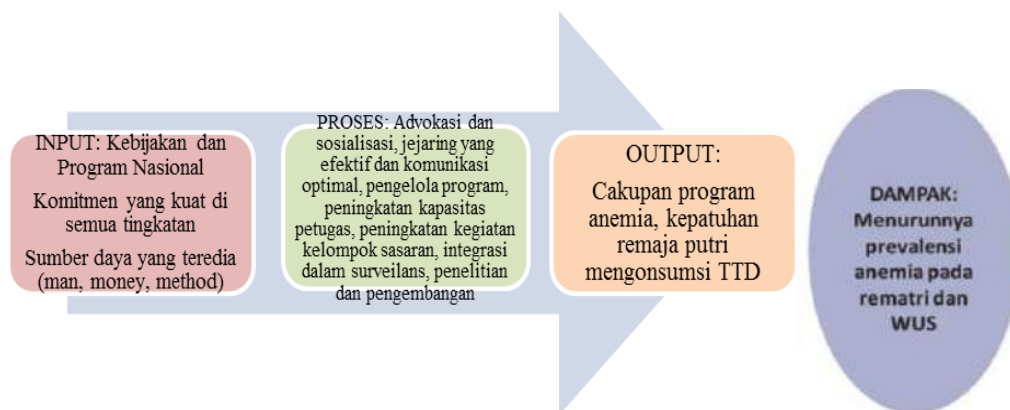 INPUT: Kebijakan dan
Program Nasional
Komitmen yang kuat di
semua tingkatan
Sumber daya yang teredia
(man, money, method)
PROSES: Advokasi dan
sosialisasi, jejaring yang
efektif dan komunikasi
optimal, pengelola program,
peningkatan kapasitas
petugas, peningkatan kegiatan
kelompok sasaran, integrasi
dalam surveilans, penelitian
dan pengembangan
OUTPUT:
Cakupan program
anemia, kepatuhan
remaja putri
mengonsumsi TTD
DAMPAK:
Menurunnya
prevalensi
anemia pada
rematri dan
WUS